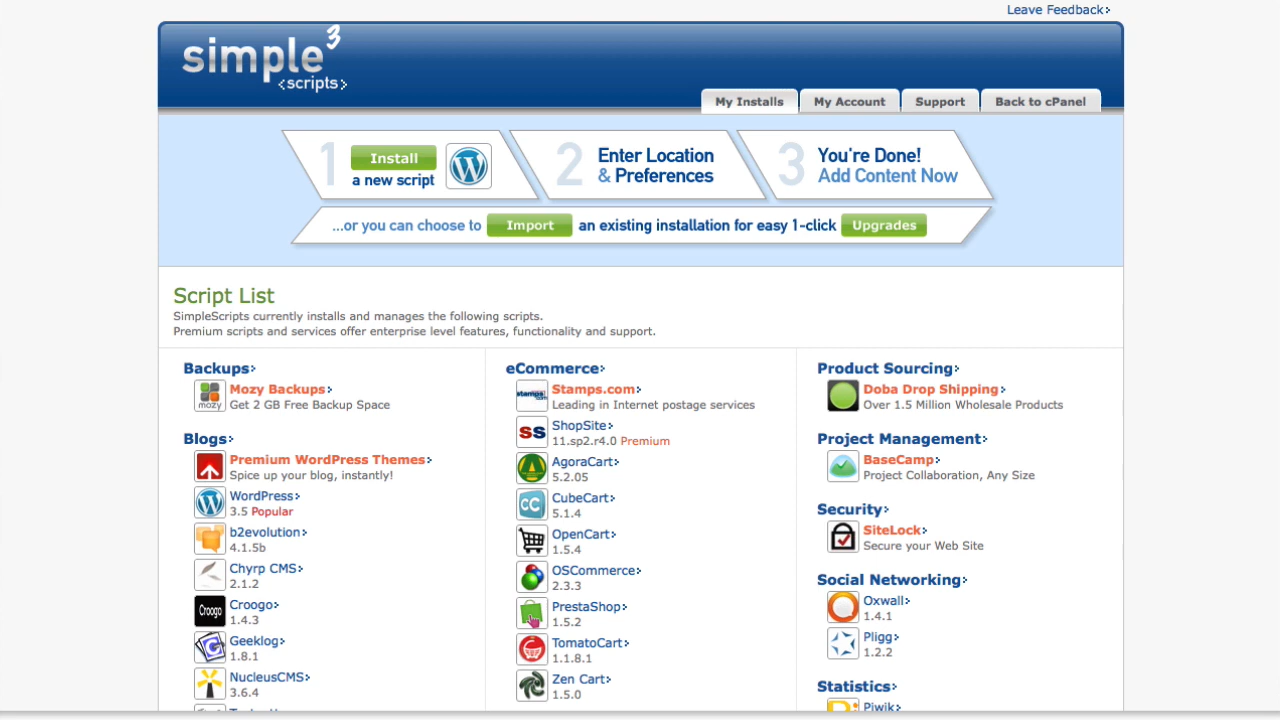 Leave Feedback
simple3
<scripts>
My Installs
My Account
Support
Back to cPanel
1
Install
a new script
2
Enter Location
& Preferences
3
You're Done!
Add Content Now
...or you can choose to Import an existing installation for easy 1-click Upgrades
Script List
SimpleScripts currently installs and manages the following scripts.
Premium scripts and services offer enterprise level features, functionality and support.
Backups
Mozy Backups
mozy
Get 2 GB Free Backup Space
Blogs
Premium WordPress Themes
Spice up your blog, instantly!
WordPress
3.5 Popular
b2evolution
4.1.5b
Chyrp CMS
2.1.2
Croogo
Croogo
1.4.3
Geeklog
1.8.1
NucleusCMS
3.6.4
eCommerce
Stamps.com
stamps
.com
Leading in Internet postage services
ShopSite
SS
11.sp2.r4.0 Premium
AgoraCart
5.2.05
CubeCart
CC
5.1.4
OpenCart
1.5.4
OSCommerce
2.3.3
PrestaShop
1.5.2
TomatoCart
1.1.8.1
Zen Cart
1.5.0
Product Sourcing
Doba Drop Shipping
Over 1.5 Million Wholesale Products
Project Management
BaseCamp
Project Collaboration, Any Size
Security
SiteLock
Secure your Web Site
Social Networking
Oxwall
1.4.1
Pligg
1.2.2
Statistics
Piwik